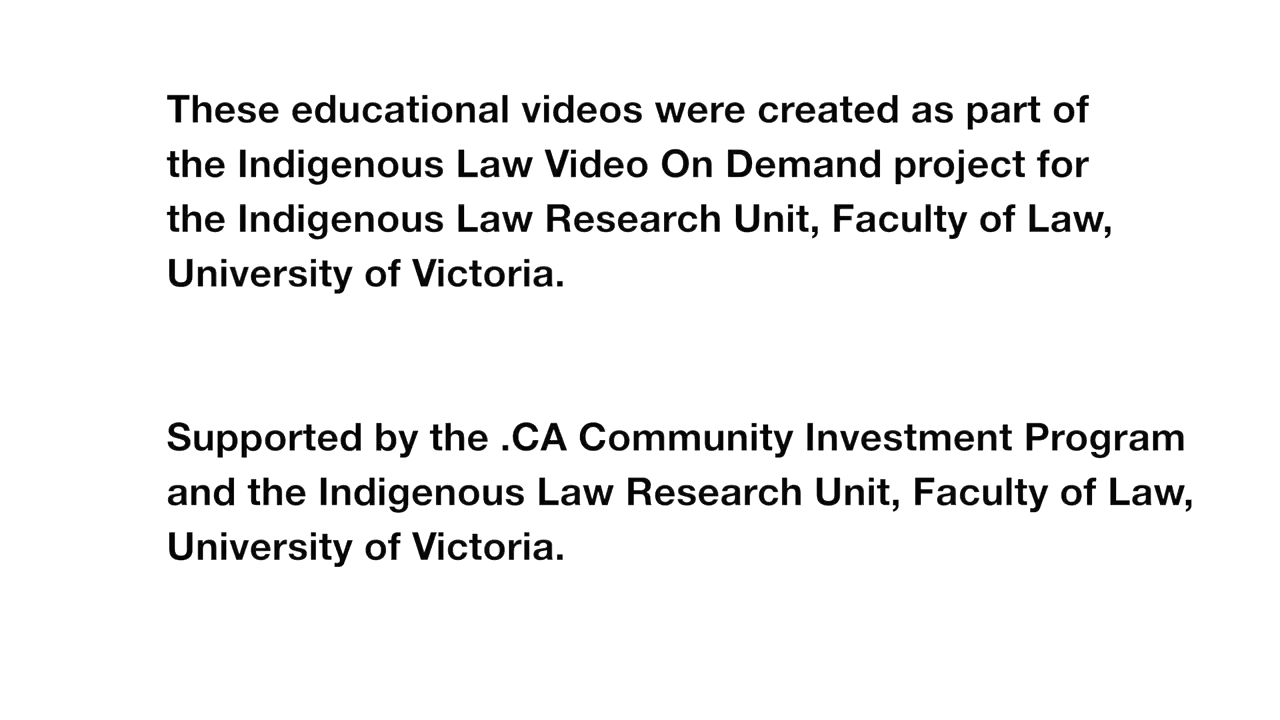 These educational videos were created as part of
the Indigenous Law Video On Demand project for
the Indigenous Law Research Unit, Faculty of Law,
University of Victoria.
Supported by the .CA Community Investment Program
and the Indigenous Law Research Unit, Faculty of Law,
University of Victoria.